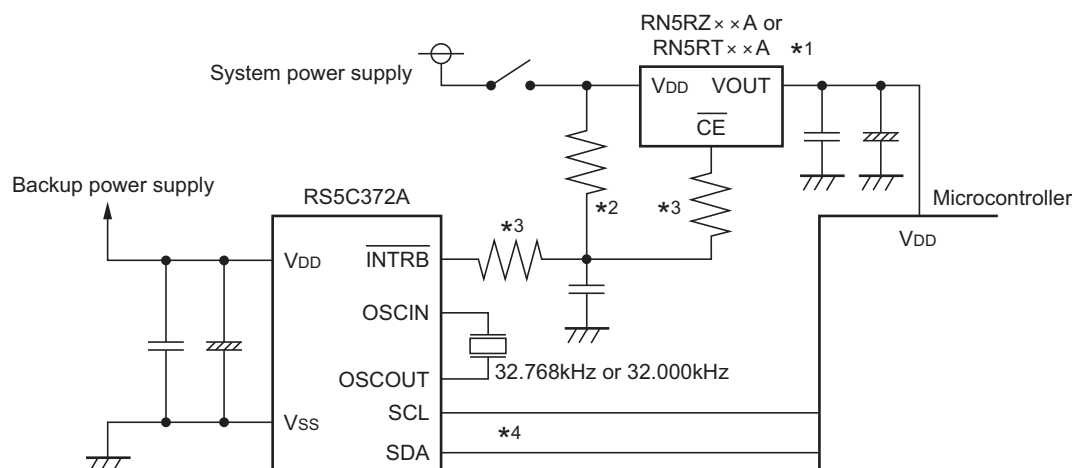 RN5RZ××A or
RN5RT××A *1
System power supply
VDD VOUT
CE
Backup power supply
RS5C372A
*2
*3
Microcontroller
VDD
*3
VDD
INTRB
OSCIN
OSCOUT
32.768kHz or 32.000kHz
VSS
SCL
*4
SDA